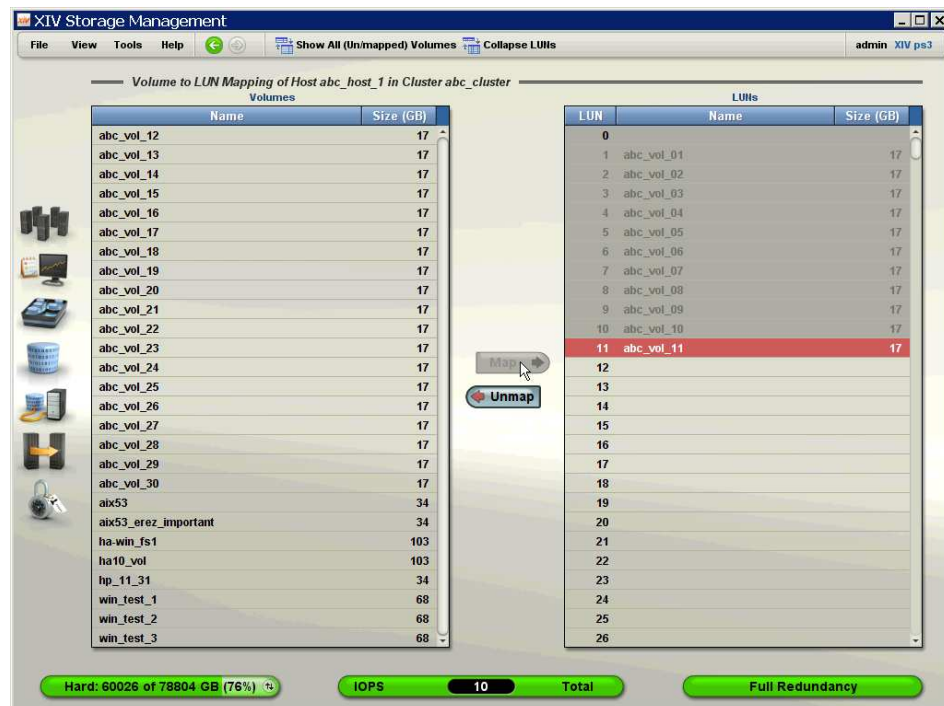 XIV Storage Management
File View Tools Help Show All (Un/mapped) Volumes Collapse LUNs admin XIV ps3
Volume to LUN Mapping of Host abc_host_1 in Cluster abc_cluster
Volumes
Name Size (GB)
abc_vol_12 17
abc_vol_13 17
abc_vol_14 17
abc_vol_15 17
abc_vol_16 17
abc_vol_17 17
abc_vol_18 17
abc_vol_19 17
abc_vol_20 17
abc_vol_21 17
abc_vol_22 17
abc_vol_23 17
abc_vol_24 17
abc_vol_25 17
abc_vol_26 17
abc_vol_27 17
abc_vol_28 17
abc_vol_29 17
abc_vol_30 17
aix53 34
aix53_erez_important 34
ha-win_fs1 103
ha10_vol 103
hp_11_31 34
win_test_1 68
win_test_2 68
win_test_3 68
Map
Unmap
LUNs
LUN Name Size (GB)
0
1 abc_vol_01 17
2 abc_vol_02 17
3 abc_vol_03 17
4 abc_vol_04 17
5 abc_vol_05 17
6 abc_vol_06 17
7 abc_vol_07 17
8 abc_vol_08 17
9 abc_vol_09 17
10 abc_vol_10 17
11 abc_vol_11 17
12
13
14
15
16
17
18
19
20
21
22
23
24
25
26
Hard: 60026 of 78804 GB (76%) IOPS 10 Total Full Redundancy